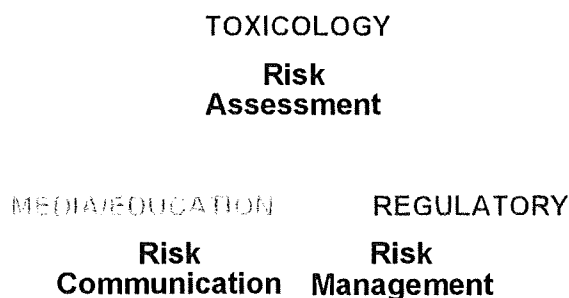 TOXICOLOGY
Risk
Assessment
MEDIA/EDUCATION
REGULATORY
Risk
Communication
Risk
Management